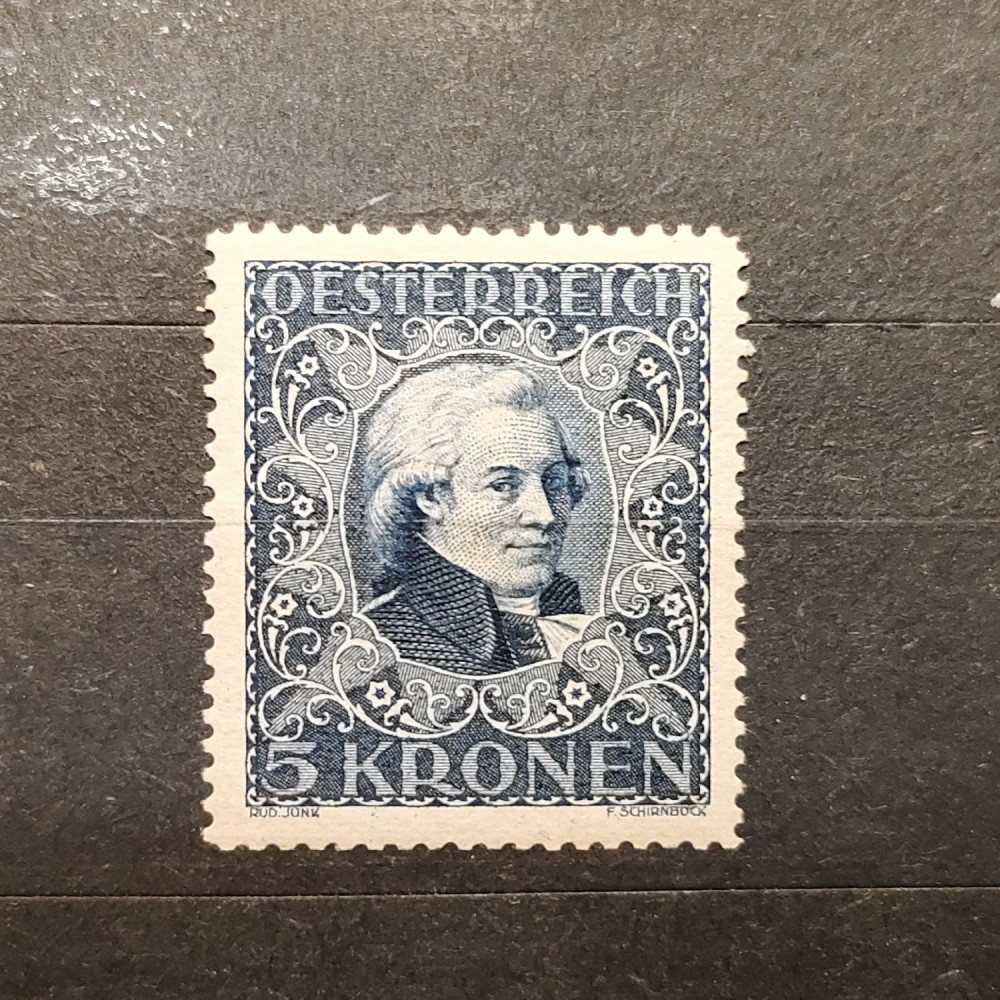 OESTERREICH
5 KRONEN
RUD. JUNK F. SCHIRNBÖCK